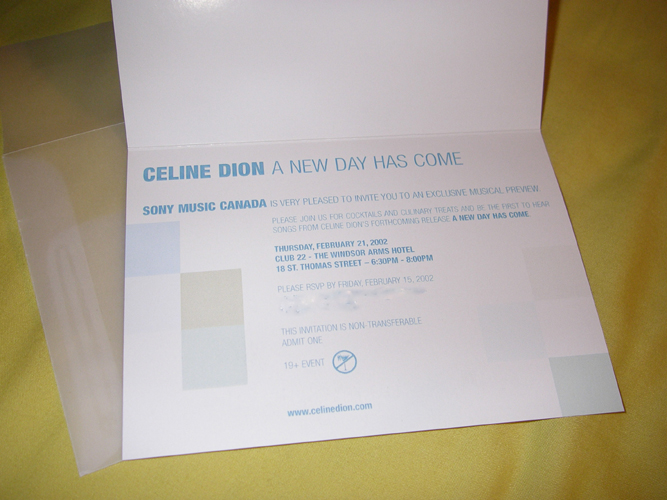 CELINE DION A NEW DAY HAS COME
SONY MUSIC CANADA IS VERY PLEASED TO INVITE YOU TO AN EXCLUSIVE MUSICAL PREVIEW.
PLEASE JOIN US FOR COCKTAILS AND CULINARY TREATS AND BE THE FIRST TO HEAR
SONGS FROM CELINE DION'S FORTHCOMING RELEASE A NEW DAY HAS COME.
THURSDAY, FEBRUARY 21, 2002
CLUB 22 - THE WINDSOR ARMS HOTEL
18 ST. THOMAS STREET – 6:30PM - 8:00PM
PLEASE RSVP BY FRIDAY, FEBRUARY 15, 2002
THIS INVITATION IS NON-TRANSFERABLE
ADMIT ONE
19+ EVENT
www.celinedion.com